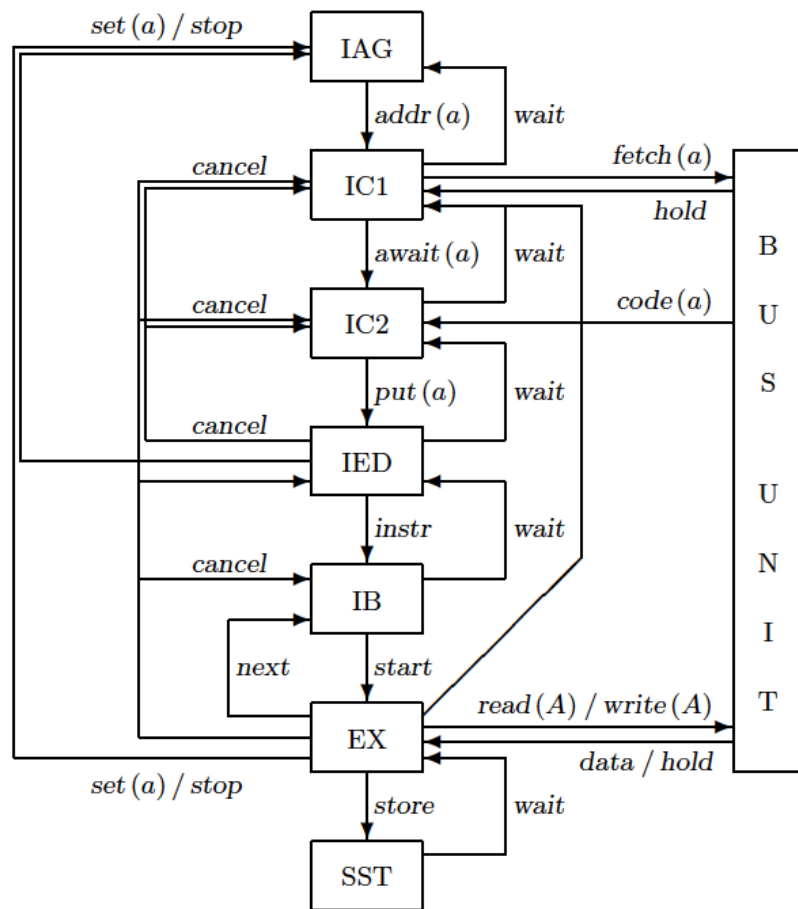 set (a) / stop
IAG
addr (a)
wait
cancel
IC1
fetch (a)
hold
await (a)
wait
cancel
IC2
code (a)
put (a)
wait
cancel
IED
instr
wait
cancel
IB
next
start
read (A) / write (A)
EX
data / hold
set (a) / stop
store
wait
SST
B
U
S
U
N
I
T